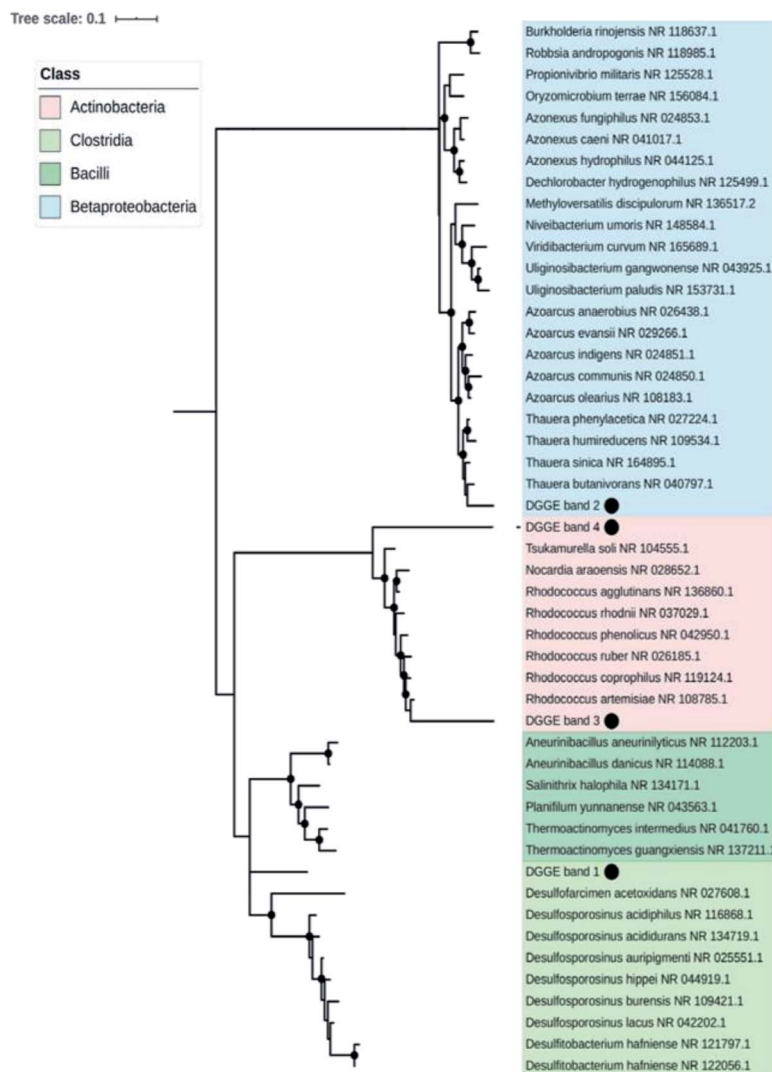 Tree scale: 0.1
Class
Actinobacteria
Clostridia
Bacilli
Betaproteobacteria
Burkholderia rinojensis NR 118637.1
Robbsia andropogonis NR 118985.1
Propionivibrio militaris NR 125528.1
Oryzomicrobium terrae NR 156084.1
Azonexus fungiphilus NR 024853.1
Azonexus caeni NR 041017.1
Azonexus hydrophilus NR 044125.1
Dechlorobacter hydrogenophilus NR 125499.1
Methyloversatilis discipulorum NR 136517.2
Niveibacterium umoris NR 148584.1
Viridibacterium curvum NR 165689.1
Uliginosibacterium gangwonense NR 043925.1
Uliginosibacterium paludis NR 153731.1
Azoarcus anaerobius NR 026438.1
Azoarcus evansii NR 029266.1
Azoarcus indigens NR 024851.1
Azoarcus communis NR 024850.1
Azoarcus olearius NR 108183.1
Thauera phenylacetica NR 027224.1
Thauera humireducens NR 109534.1
Thauera sinica NR 164895.1
Thauera butanivorans NR 040797.1
DGGE band 2
DGGE band 4
Tsukamurella soli NR 104555.1
Nocardia araoensis NR 028652.1
Rhodococcus agglutinans NR 136860.1
Rhodococcus rhodnii NR 037029.1
Rhodococcus phenolicus NR 042950.1
Rhodococcus ruber NR 026185.1
Rhodococcus coprophilus NR 119124.1
Rhodococcus artemisiae NR 108785.1
DGGE band 3
Aneurinibacillus aneurinilyticus NR 112203.1
Aneurinibacillus danicus NR 114088.1
Salinithrix halophila NR 134171.1
Planifilum yunnanense NR 043563.1
Thermoactinomyces intermedius NR 041760.1
Thermoactinomyces guangxiensis NR 137211.1
DGGE band 1
Desulfofarcimen acetoxidans NR 027608.1
Desulfosporosinus acidiphilus NR 116868.1
Desulfosporosinus acididurans NR 134719.1
Desulfosporosinus auripigmenti NR 025551.1
Desulfosporosinus hippei NR 044919.1
Desulfosporosinus burensis NR 109421.1
Desulfosporosinus lacus NR 042202.1
Desulfitobacterium hafniense NR 121797.1
Desulfitobacterium hafniense NR 122056.1